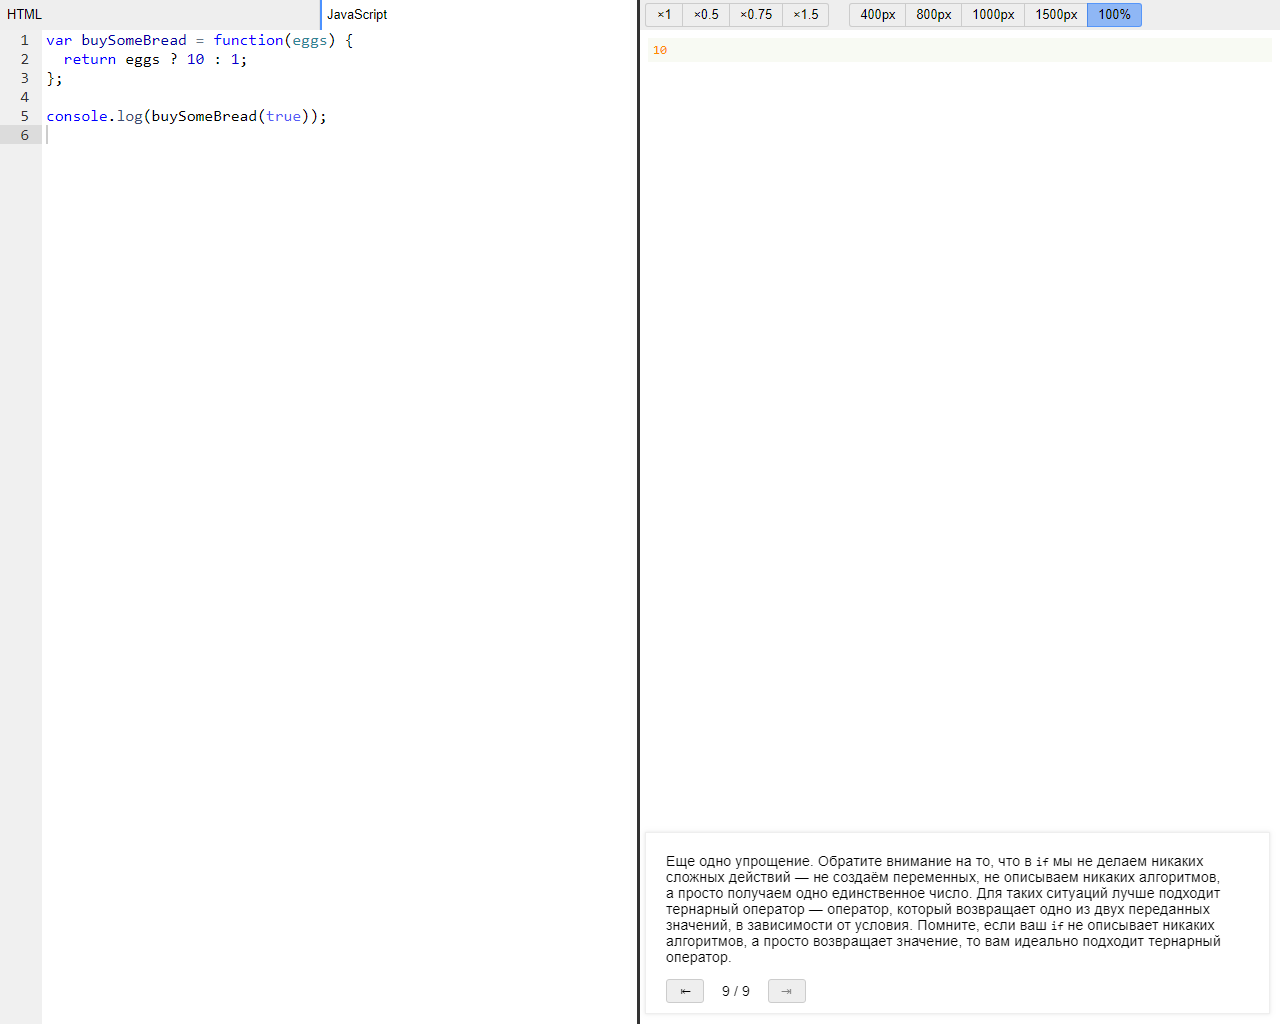 HTML
JavaScript
1 var buySomeBread = function(eggs) {
2 return eggs ? 10 : 1;
3 };
4
5 console.log(buySomeBread(true));
6
×1 ×0.5 ×0.75 ×1.5 400px 800px 1000px 1500px 100%
10
Еще одно упрощение. Обратите внимание на то, что в if мы не делаем никаких
сложных действий — не создаём переменных, не описываем никаких алгоритмов,
а просто получаем одно единственное число. Для таких ситуаций лучше подходит
тернарный оператор — оператор, который возвращает одно из двух переданных
значений, в зависимости от условия. Помните, если ваш if не описывает никаких
алгоритмов, а просто возвращает значение, то вам идеально подходит тернарный
оператор.
⇤ 9 / 9 ⇥